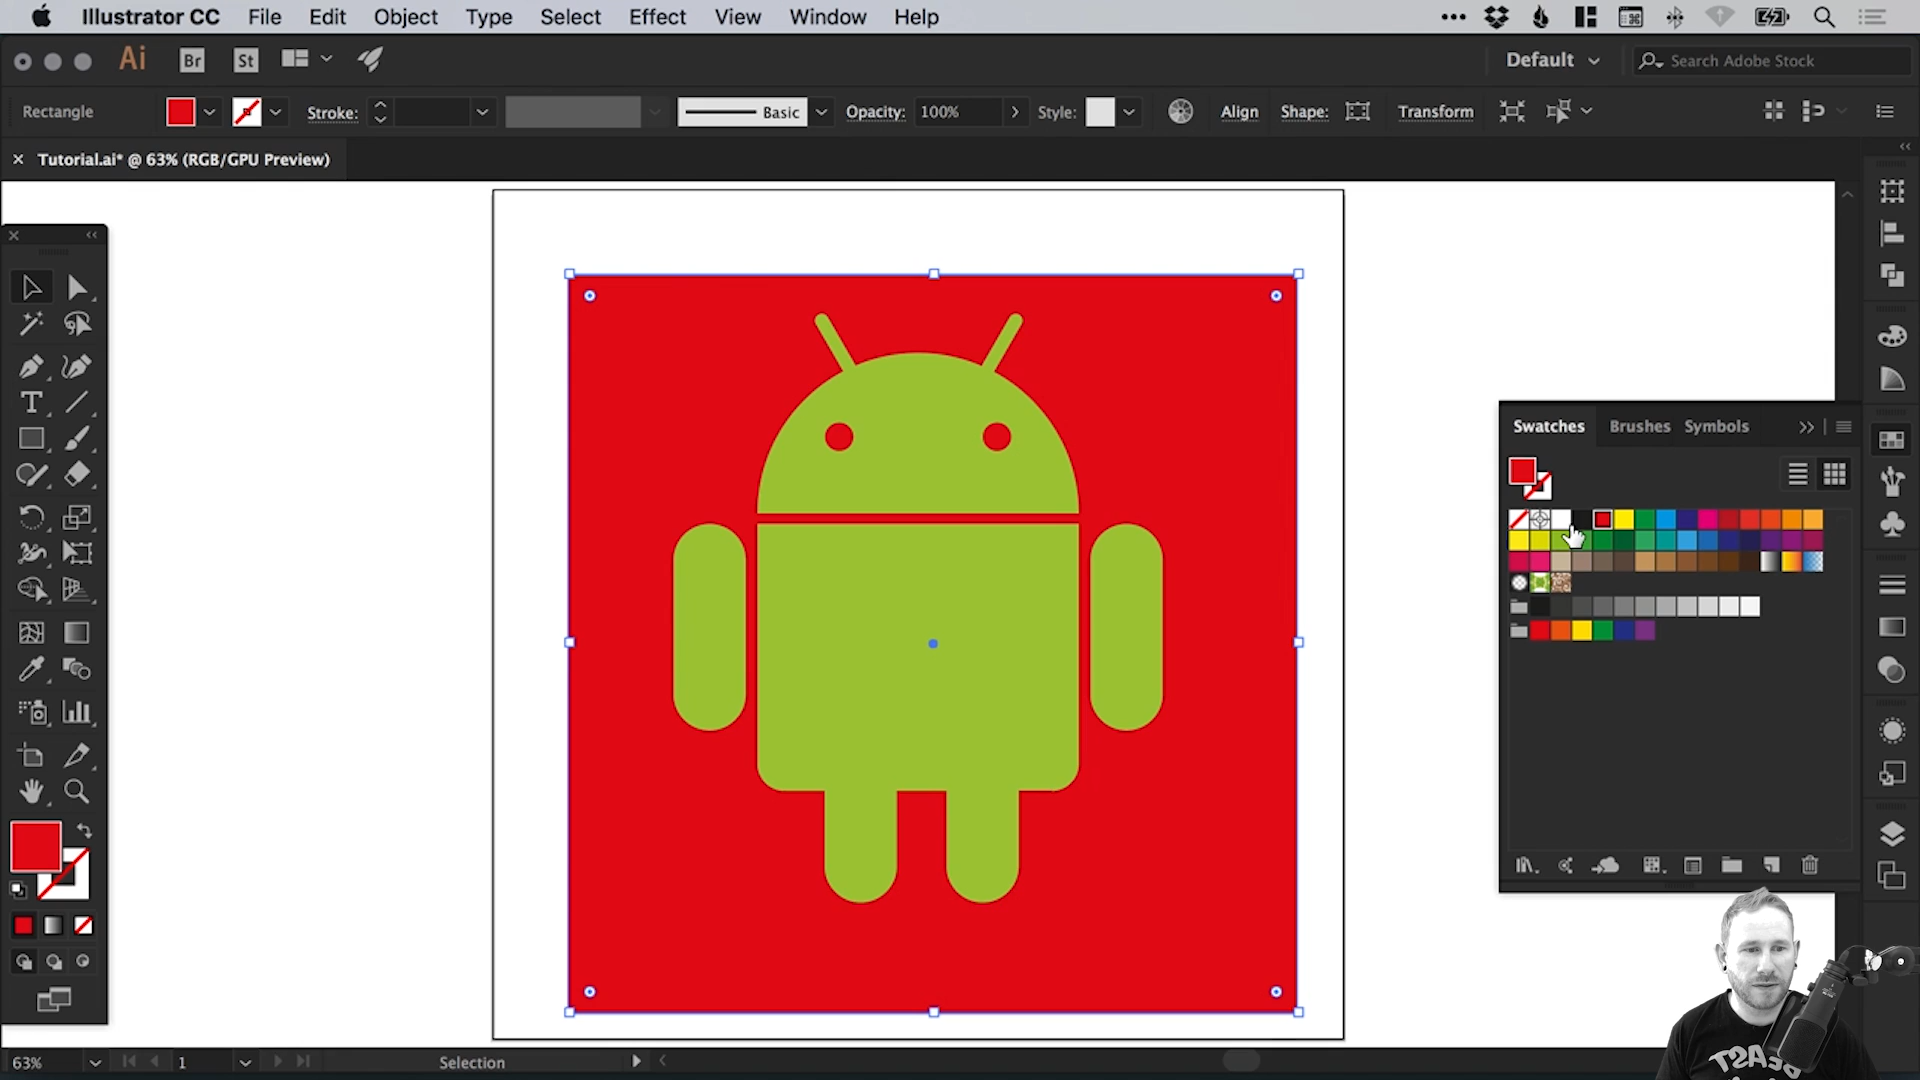 Illustrator CC File Edit Object Type Select Effect View Window Help
Ai Br St Default Search Adobe Stock
Rectangle Stroke: Basic Opacity: 100% Style: Align Shape: Transform
Tutorial.ai* @ 63% (RGB/GPU Preview)
Swatches Brushes Symbols
T
63% 1 Selection